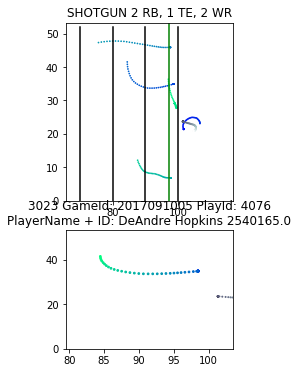 SHOTGUN 2 RB, 1 TE, 2 WR
50
40
30
20
10
0
80
100
3023 GameId: 2017091005 PlayId: 4076
PlayerName + ID: DeAndre Hopkins 2540165.0
40
20
0
80 85 90 95 100